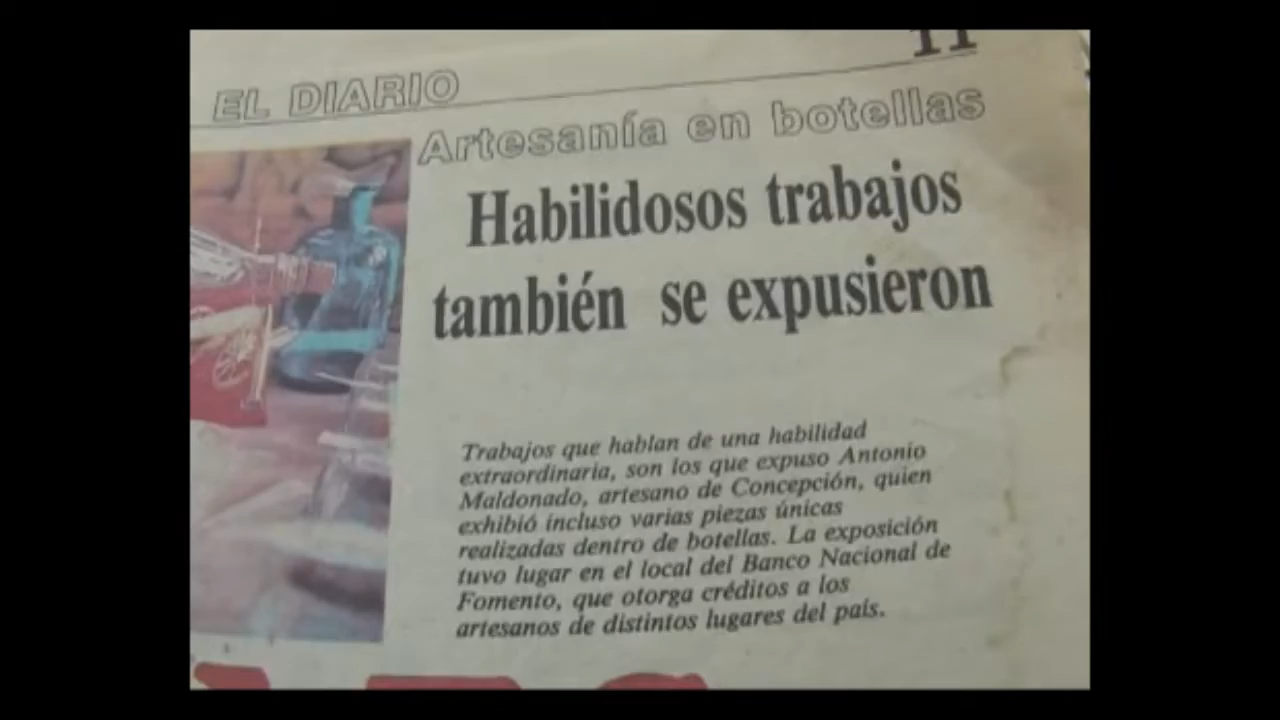 11
EL DIARIO
Artesanía en botellas
Habilidosos trabajos
también se expusieron
Trabajos que hablan de una habilidad
extraordinaria, son los que expuso Antonio
Maldonado, artesano de Concepción, quien
exhibió incluso varias piezas únicas
realizadas dentro de botellas. La exposición
tuvo lugar en el local del Banco Nacional de
Fomento, que otorga créditos a los
artesanos de distintos lugares del país.